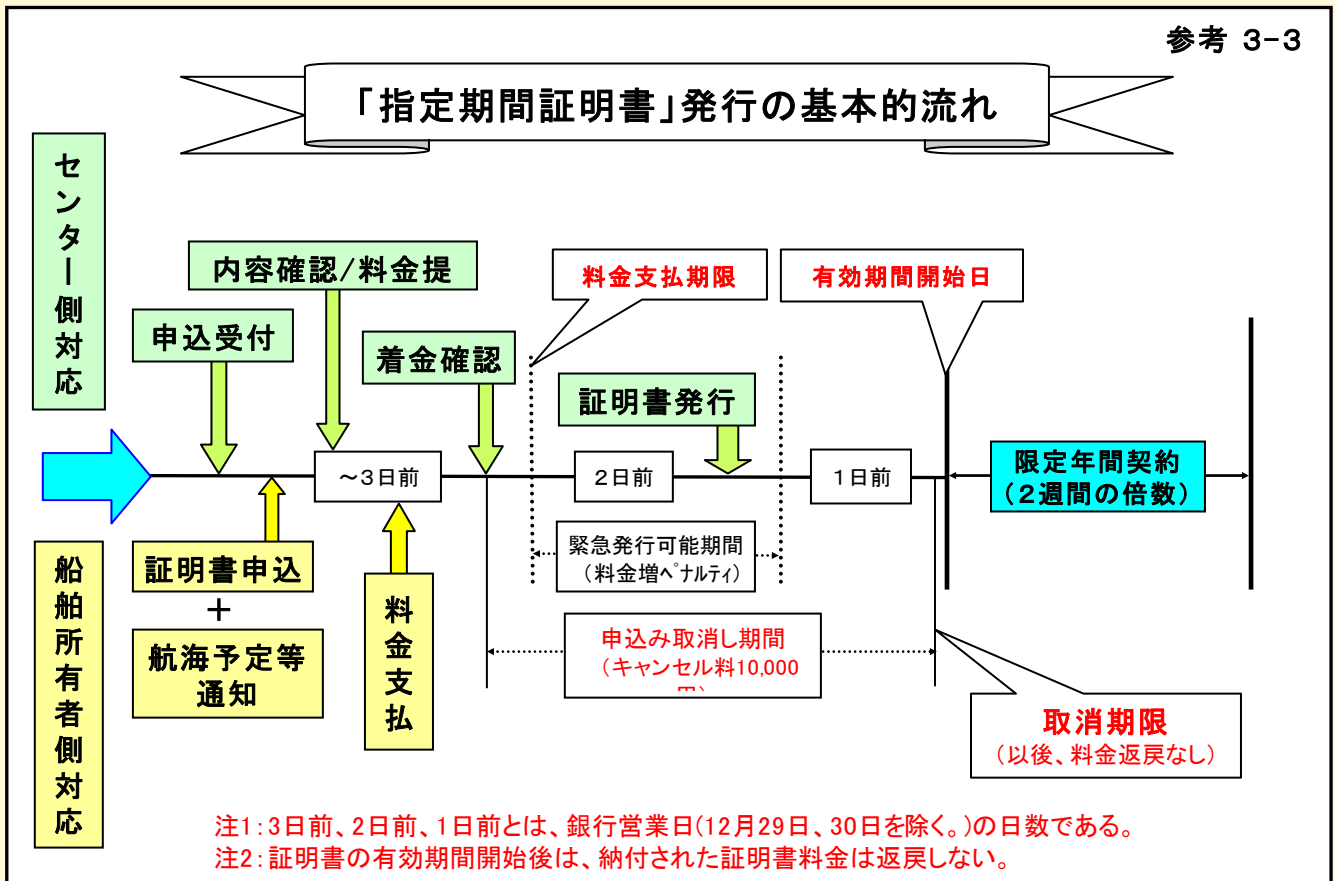 参考 3-3
「指定期間証明書」発行の基本的流れ
センター側対応
内容確認/料金提
申込受付
着金確認
料金支払期限
有効期間開始日
証明書発行
～3日前
2日前
1日前
限定年間契約
(2週間の倍数)
緊急発行可能期間
(料金増ペナルティ)
証明書申込
＋
航海予定等
通知
料金支払
船舶所有者側対応
申込み取消し期間
(キャンセル料10,000
取消期限
(以後、料金返戻なし)
注1:3日前、2日前、1日前とは、銀行営業日(12月29日、30日を除く。)の日数である。
注2:証明書の有効期間開始後は、納付された証明書料金は返戻しない。